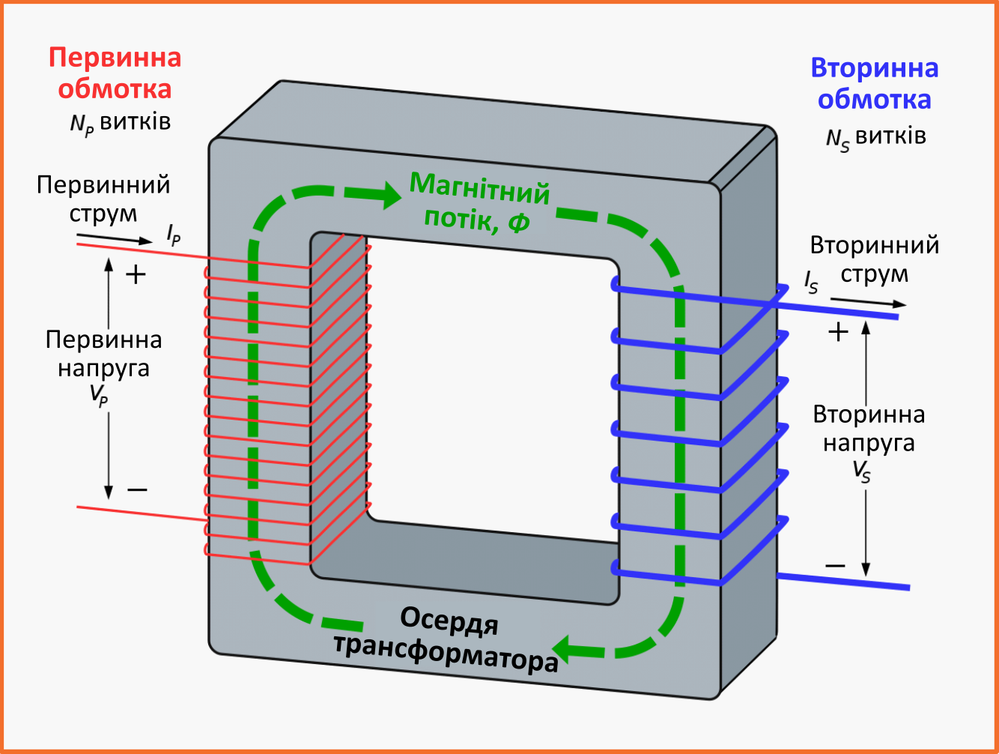 Первинна
обмотка
NP витків
Первинний
струм
IP
+
Первинна
напруга
VP
−
Магнітний
потік, Φ
Осердя
трансформатора
Вторинна
обмотка
NS витків
Вторинний
струм
IS
+
Вторинна
напруга
VS
−